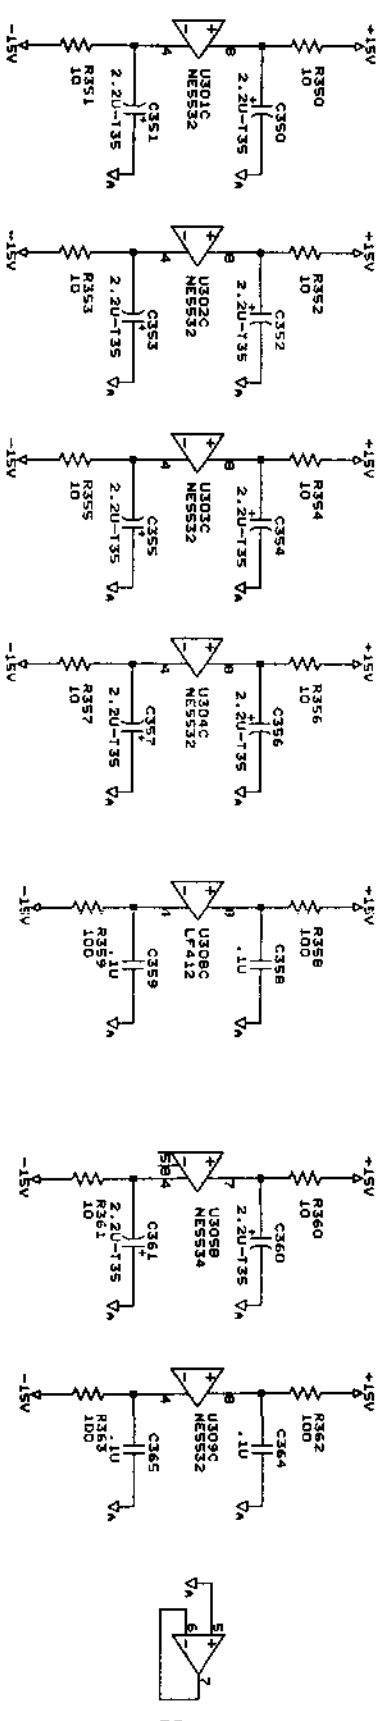 -15V
R351
10
C351
2.2U-T35
A
4
U301C
NE5532
8
C350
2.2U-T35
A
R350
10
+15V
-15V
R353
10
C353
2.2U-T35
A
4
U302C
NE5532
8
C352
2.2U-T35
A
R352
10
+15V
-15V
R355
10
C355
2.2U-T35
A
4
U303C
NE5532
8
C354
2.2U-T35
A
R354
10
+15V
-15V
R357
10
C357
2.2U-T35
A
4
U304C
NE5532
8
C356
2.2U-T35
A
R356
10
+15V
-15V
R359
100
C359
.1U
A
4
U308C
LF412
8
C358
.1U
A
R358
100
+15V
-15V
R361
10
C361
2.2U-T35
A
5
8
4
U305B
NE5534
7
C360
2.2U-T35
A
R360
10
+15V
-15V
R363
100
C365
.1U
A
4
U309C
NE5532
8
C364
.1U
A
R362
100
+15V
A
6
5
7